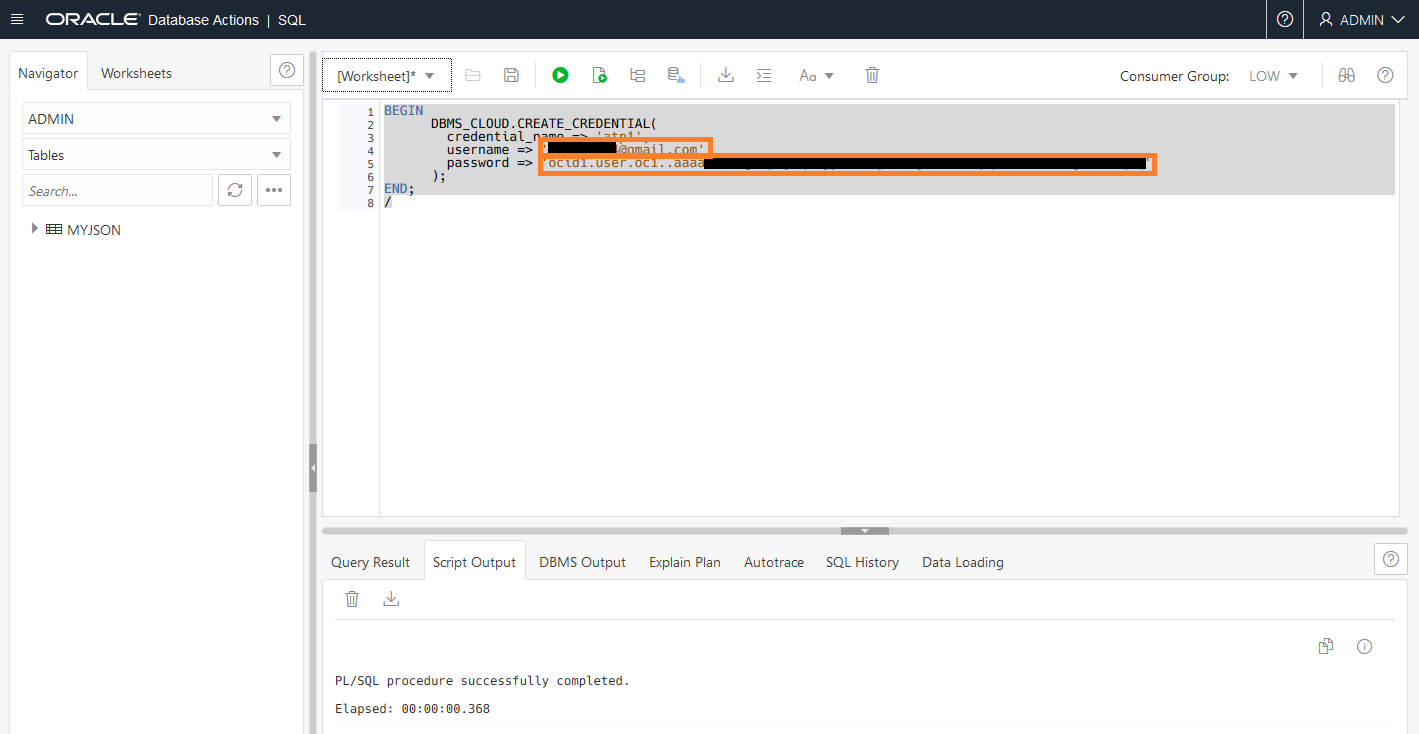 ORACLE Database Actions | SQL
ADMIN
Navigator
Worksheets
ADMIN
Tables
Search...
MYJSON
[Worksheet]*
Aa
Consumer Group: LOW
1 BEGIN
2 DBMS_CLOUD.CREATE_CREDENTIAL(
3 credential_name => 'atp1',
4 username => '@gmail.com'
5 password => 'ocid1.user.oc1..aaaa
6 );
7 END;
8 /
Query Result
Script Output
DBMS Output
Explain Plan
Autotrace
SQL History
Data Loading
PL/SQL procedure successfully completed.
Elapsed: 00:00:00.368